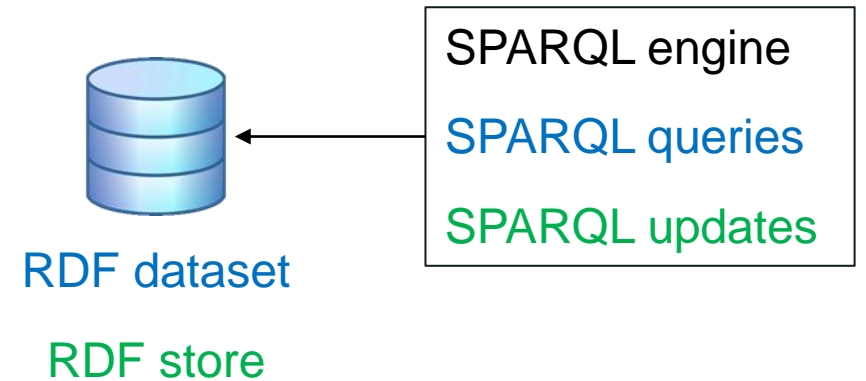 SPARQL engine
SPARQL queries
SPARQL updates
RDF dataset
RDF store